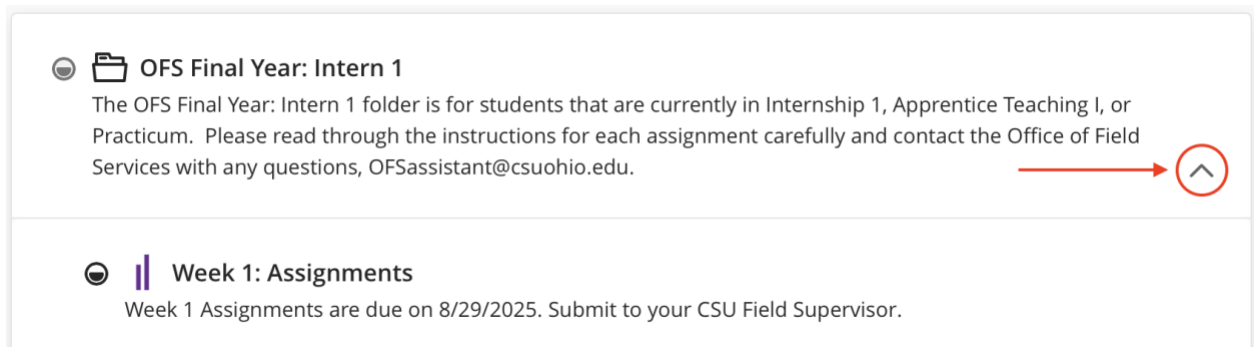 OFS Final Year: Intern 1
The OFS Final Year: Intern 1 folder is for students that are currently in Internship 1, Apprentice Teaching I, or
Practicum.  Please read through the instructions for each assignment carefully and contact the Office of Field
Services with any questions, OFSassistant@csuohio.edu.
Week 1: Assignments
Week 1 Assignments are due on 8/29/2025. Submit to your CSU Field Supervisor.